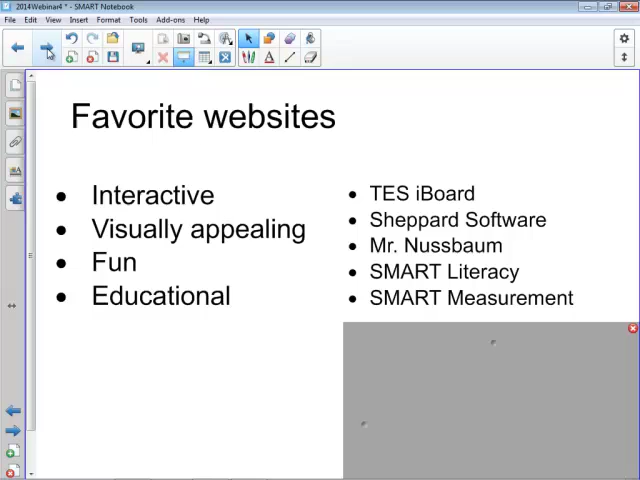 2014Webinar4 * - SMART Notebook
File Edit View Insert Format Tools Add-ons Help
Favorite websites
• Interactive
• Visually appealing
• Fun
• Educational
• TES iBoard
• Sheppard Software
• Mr. Nussbaum
• SMART Literacy
• SMART Measurement